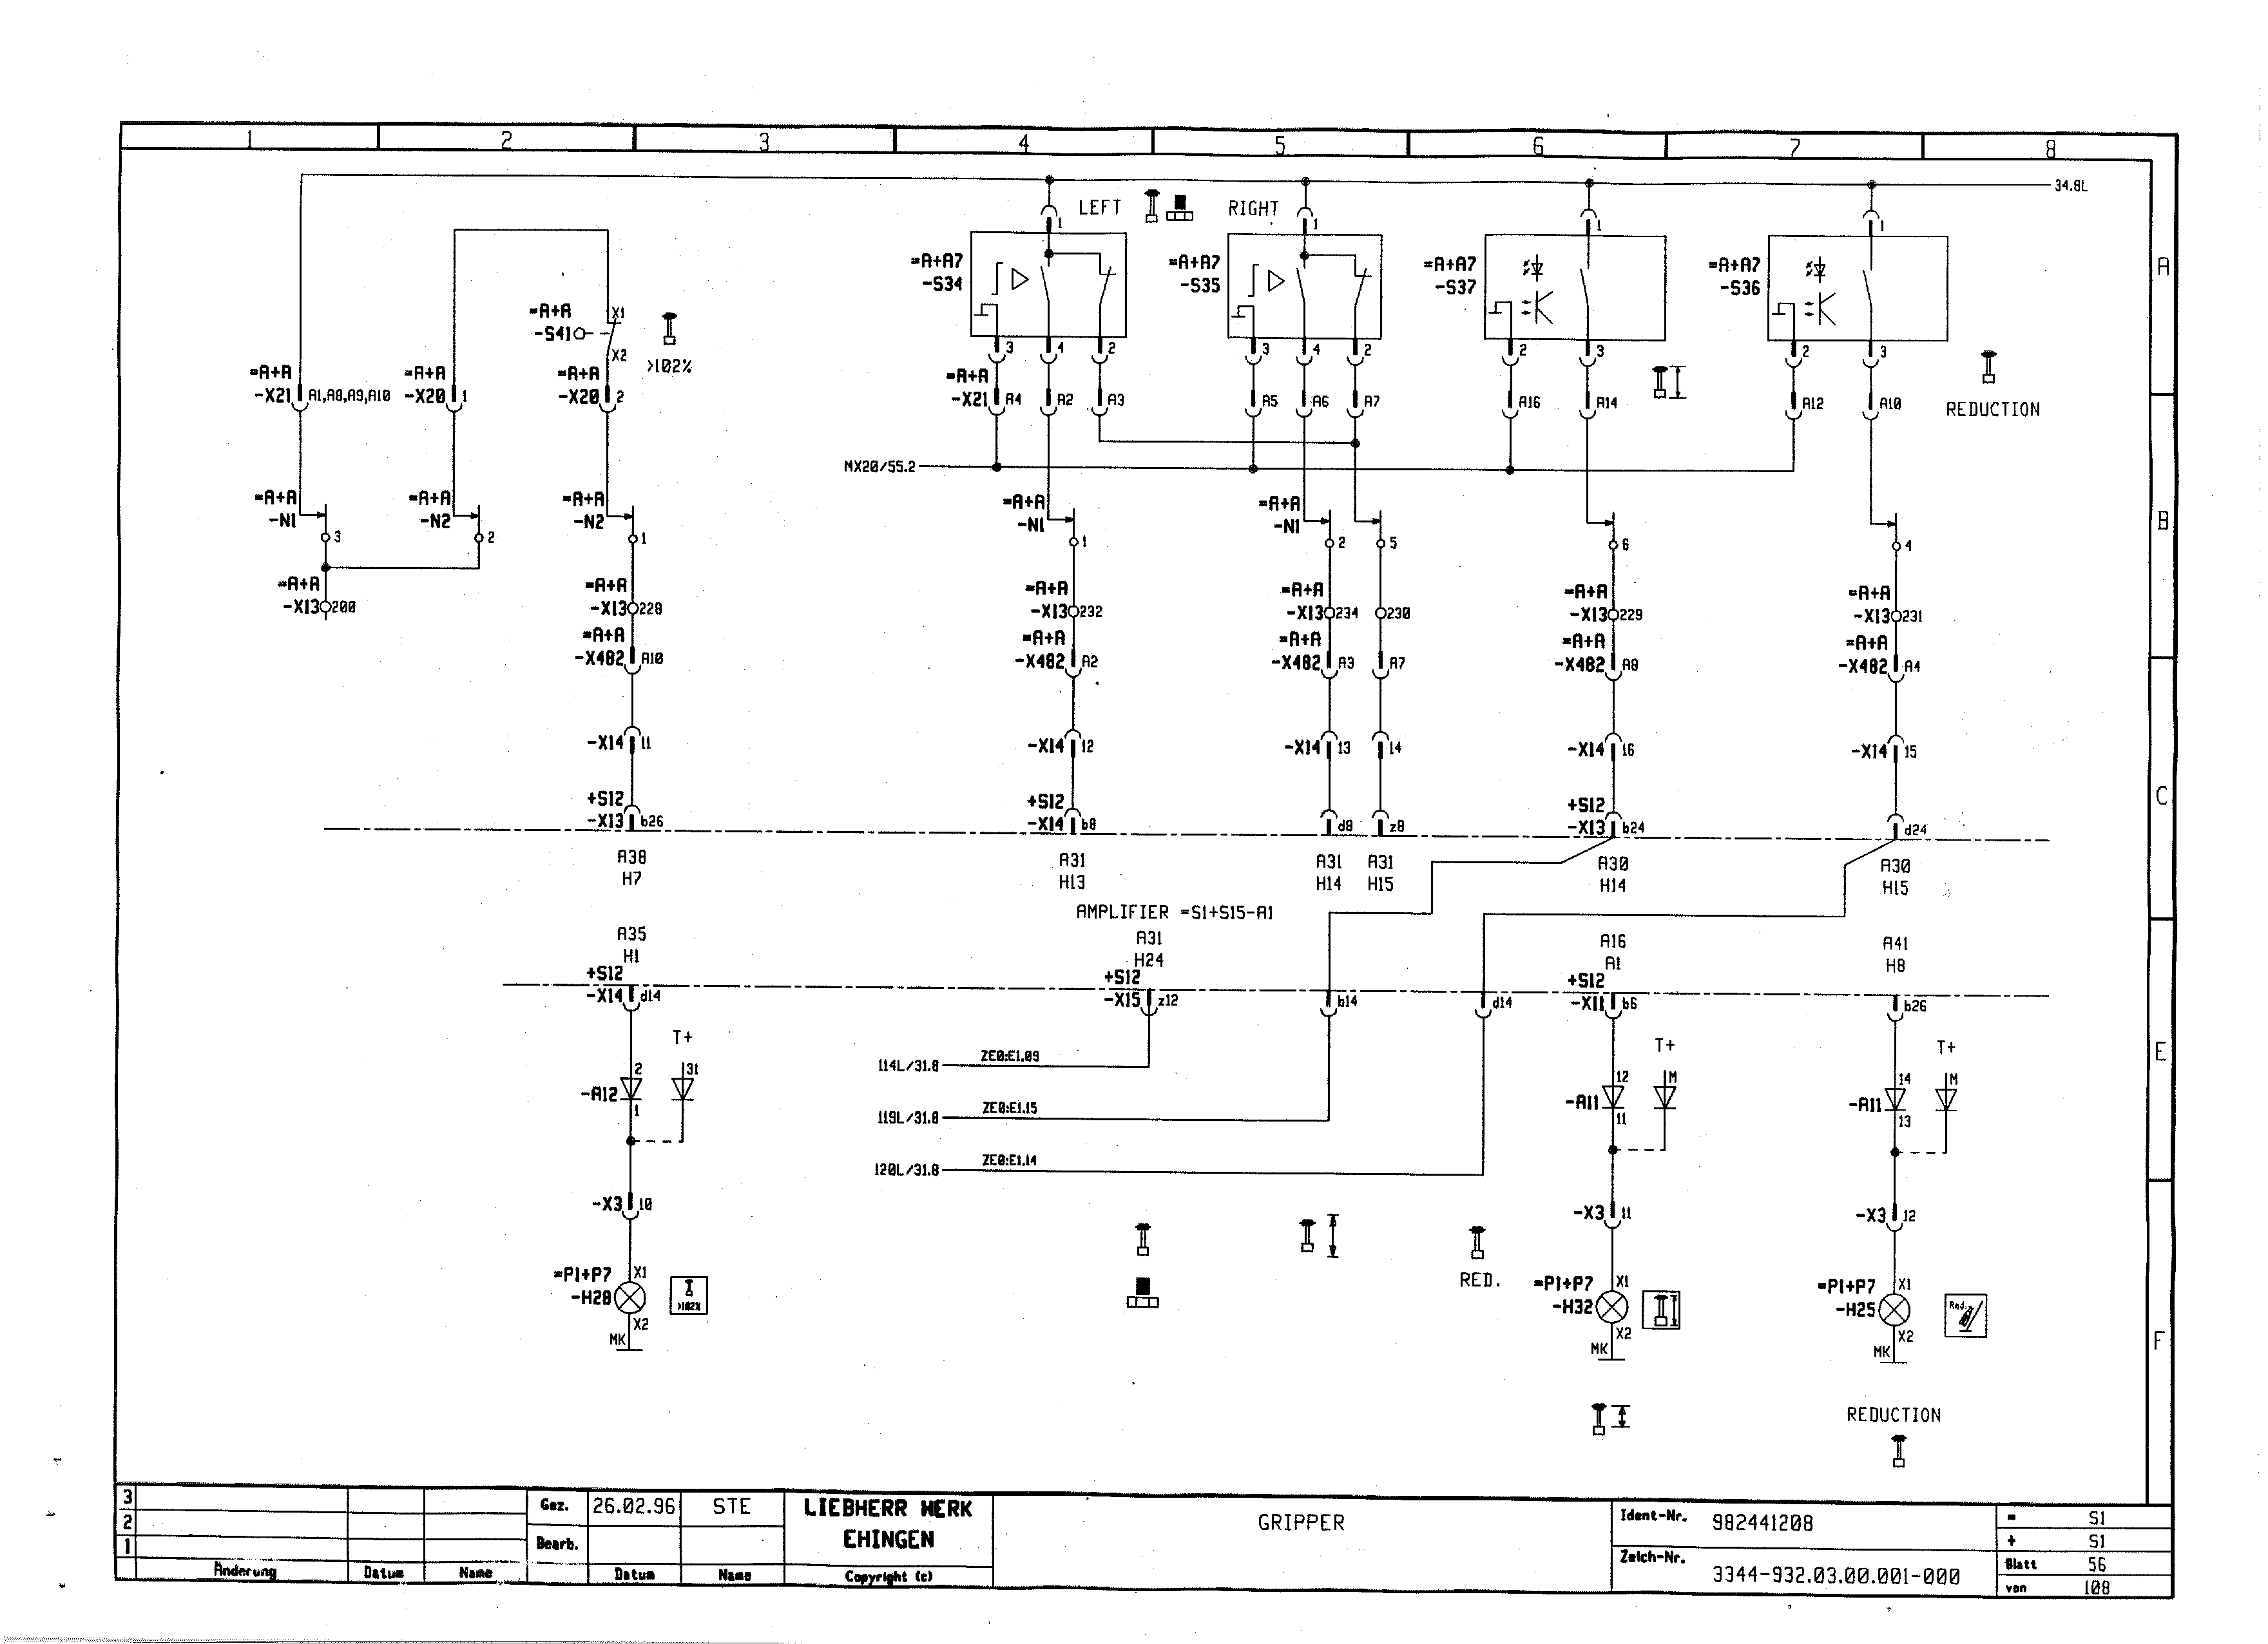 1 2 3 4 5 6 7 8
34.8L
LEFT
RIGHT
1 1 1 1
=A+A7
-S34
=A+A7
-S35
=A+A7
-S37
=A+A7
-S36
A
=A+A
-S41
X1
X2
>102%
3 4 2
3 4 2
2 3
2 3
=A+A
-X21
A1,A8,A9,A10
=A+A
-X20
1
=A+A
-X20
2
=A+A
-X21
A4
A2
A3
A5
A6
A7
A16
A14
A12
A10
REDUCTION
MX20/55.2
=A+A
-N1
3
=A+A
-N2
2
=A+A
-N2
1
=A+A
-N1
1
=A+A
-N1
2
5
6
4
B
=A+A
-X13
200
=A+A
-X13
228
=A+A
-X13
232
=A+A
-X13
234
230
=A+A
-X13
229
=A+A
-X13
231
=A+A
-X482
A10
=A+A
-X482
A2
=A+A
-X482
A3
A7
=A+A
-X482
A8
=A+A
-X482
A4
-X14
11
-X14
12
-X14
13
14
-X14
16
-X14
15
C
+S12
-X13
b26
+S12
-X14
b8
d8
z8
+S12
-X13
b24
d24
A38
H7
A31
H13
A31
H14
A31
H15
A30
H14
A30
H15
AMPLIFIER =S1+S15-A1
A35
H1
A31
H24
A16
A1
A41
H8
+S12
-X14
d14
+S12
-X15
z12
b14
d14
+S12
-X11
b6
b26
E
T+
T+
T+
114L/31.8
ZE0:E1.09
119L/31.8
ZE0:E1.15
120L/31.8
ZE0:E1.14
-A12
2
1
31
-A11
12
11
M
-A11
14
13
M
-X3
10
-X3
11
-X3
12
=P1+P7
-H28
X1
X2
MK
>102%
RED.
=P1+P7
-H32
X1
X2
MK
=P1+P7
-H25
X1
X2
MK
Red.
F
REDUCTION
3
2
1
Änderung
Datum
Name
Gez.
26.02.96
STE
Bearb.
Datum
Name
LIEBHERR WERK
EHINGEN
Copyright (c)
GRIPPER
Ident-Nr.
982441208
Zeich-Nr.
3344-932.03.00.001-000
= S1
+ S1
Blatt 56
von 108